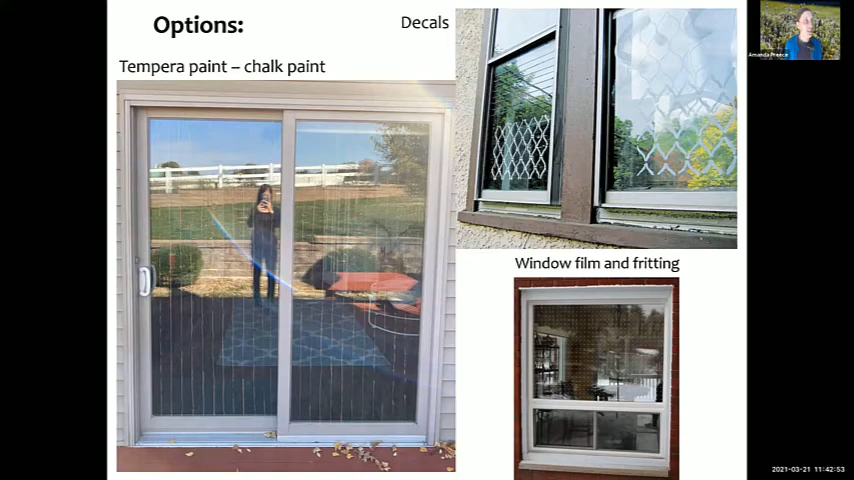 Options:
Decals
Tempera paint – chalk paint
Window film and fritting
Amanda Preece
2021-03-21 11:42:53